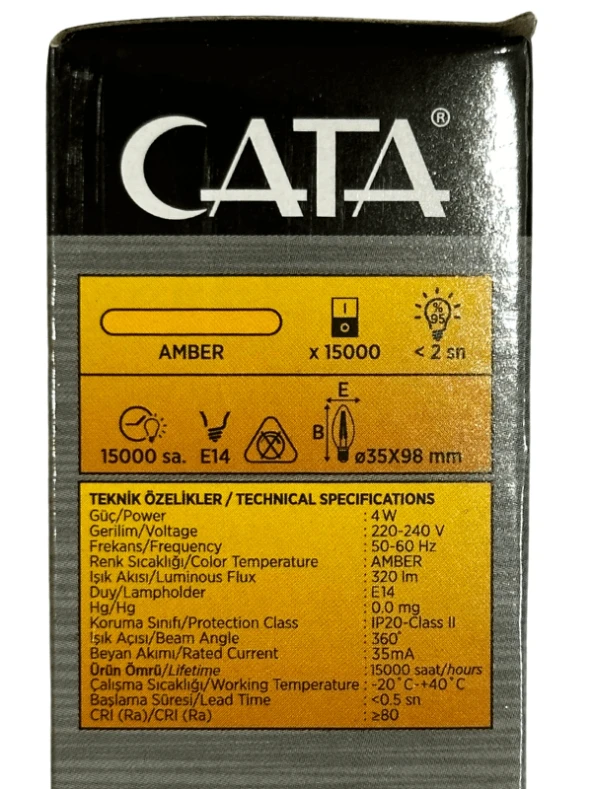 CATA®
AMBER
I
O
x 15000
%
95
< 2 sn
15000 sa.
E14
E
B
ø35X98 mm
TEKNİK ÖZELİKLER / TECHNICAL SPECIFICATIONS
Güç/Power : 4 W
Gerilim/Voltage : 220-240 V
Frekans/Frequency : 50-60 Hz
Renk Sıcaklığı/Color Temperature : AMBER
Işık Akısı/Luminous Flux : 320 lm
Duy/Lampholder : E14
Hg/Hg : 0.0 mg
Koruma Sınıfı/Protection Class : IP20-Class II
Işık Açısı/Beam Angle : 360°
Beyan Akımı/Rated Current : 35mA
Ürün Ömrü/Lifetime : 15000 saat/hours
Çalışma Sıcaklığı/Working Temperature : -20°C-+40°C
Başlama Süresi/Lead Time : <0.5 sn
CRI (Ra)/CRI (Ra) : ≥80